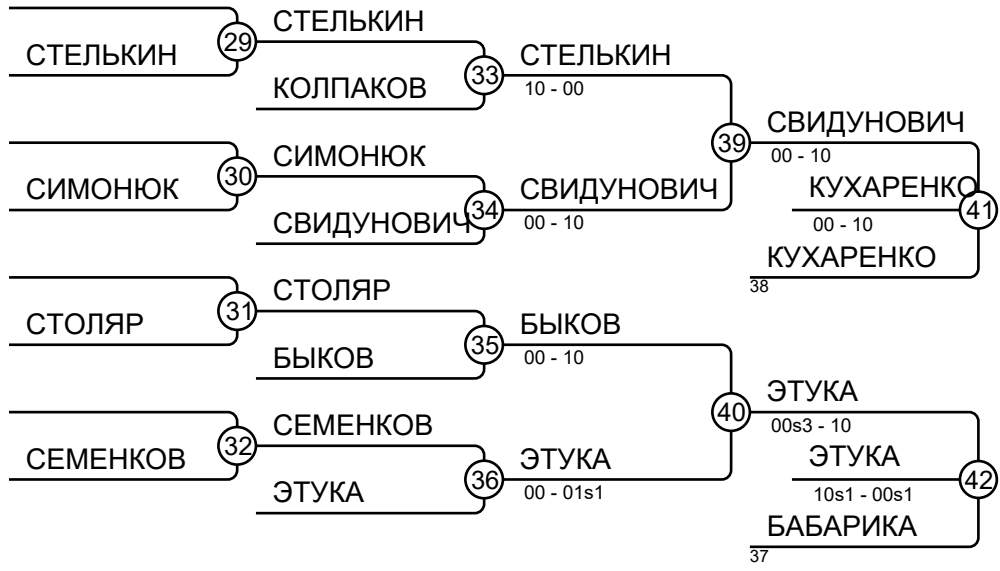 СТЕЛЬКИН
29
СТЕЛЬКИН
КОЛПАКОВ
33
СТЕЛЬКИН
10 - 00
СИМОНЮК
30
СИМОНЮК
СВИДУНОВИЧ
34
СВИДУНОВИЧ
00 - 10
39
СВИДУНОВИЧ
00 - 10
КУХАРЕНКО
00 - 10
41
КУХАРЕНКО
38
СТОЛЯР
31
СТОЛЯР
БЫКОВ
35
БЫКОВ
00 - 10
СЕМЕНКОВ
32
СЕМЕНКОВ
ЭТУКА
36
ЭТУКА
00 - 01s1
40
ЭТУКА
00s3 - 10
ЭТУКА
10s1 - 00s1
42
БАБАРИКА
37